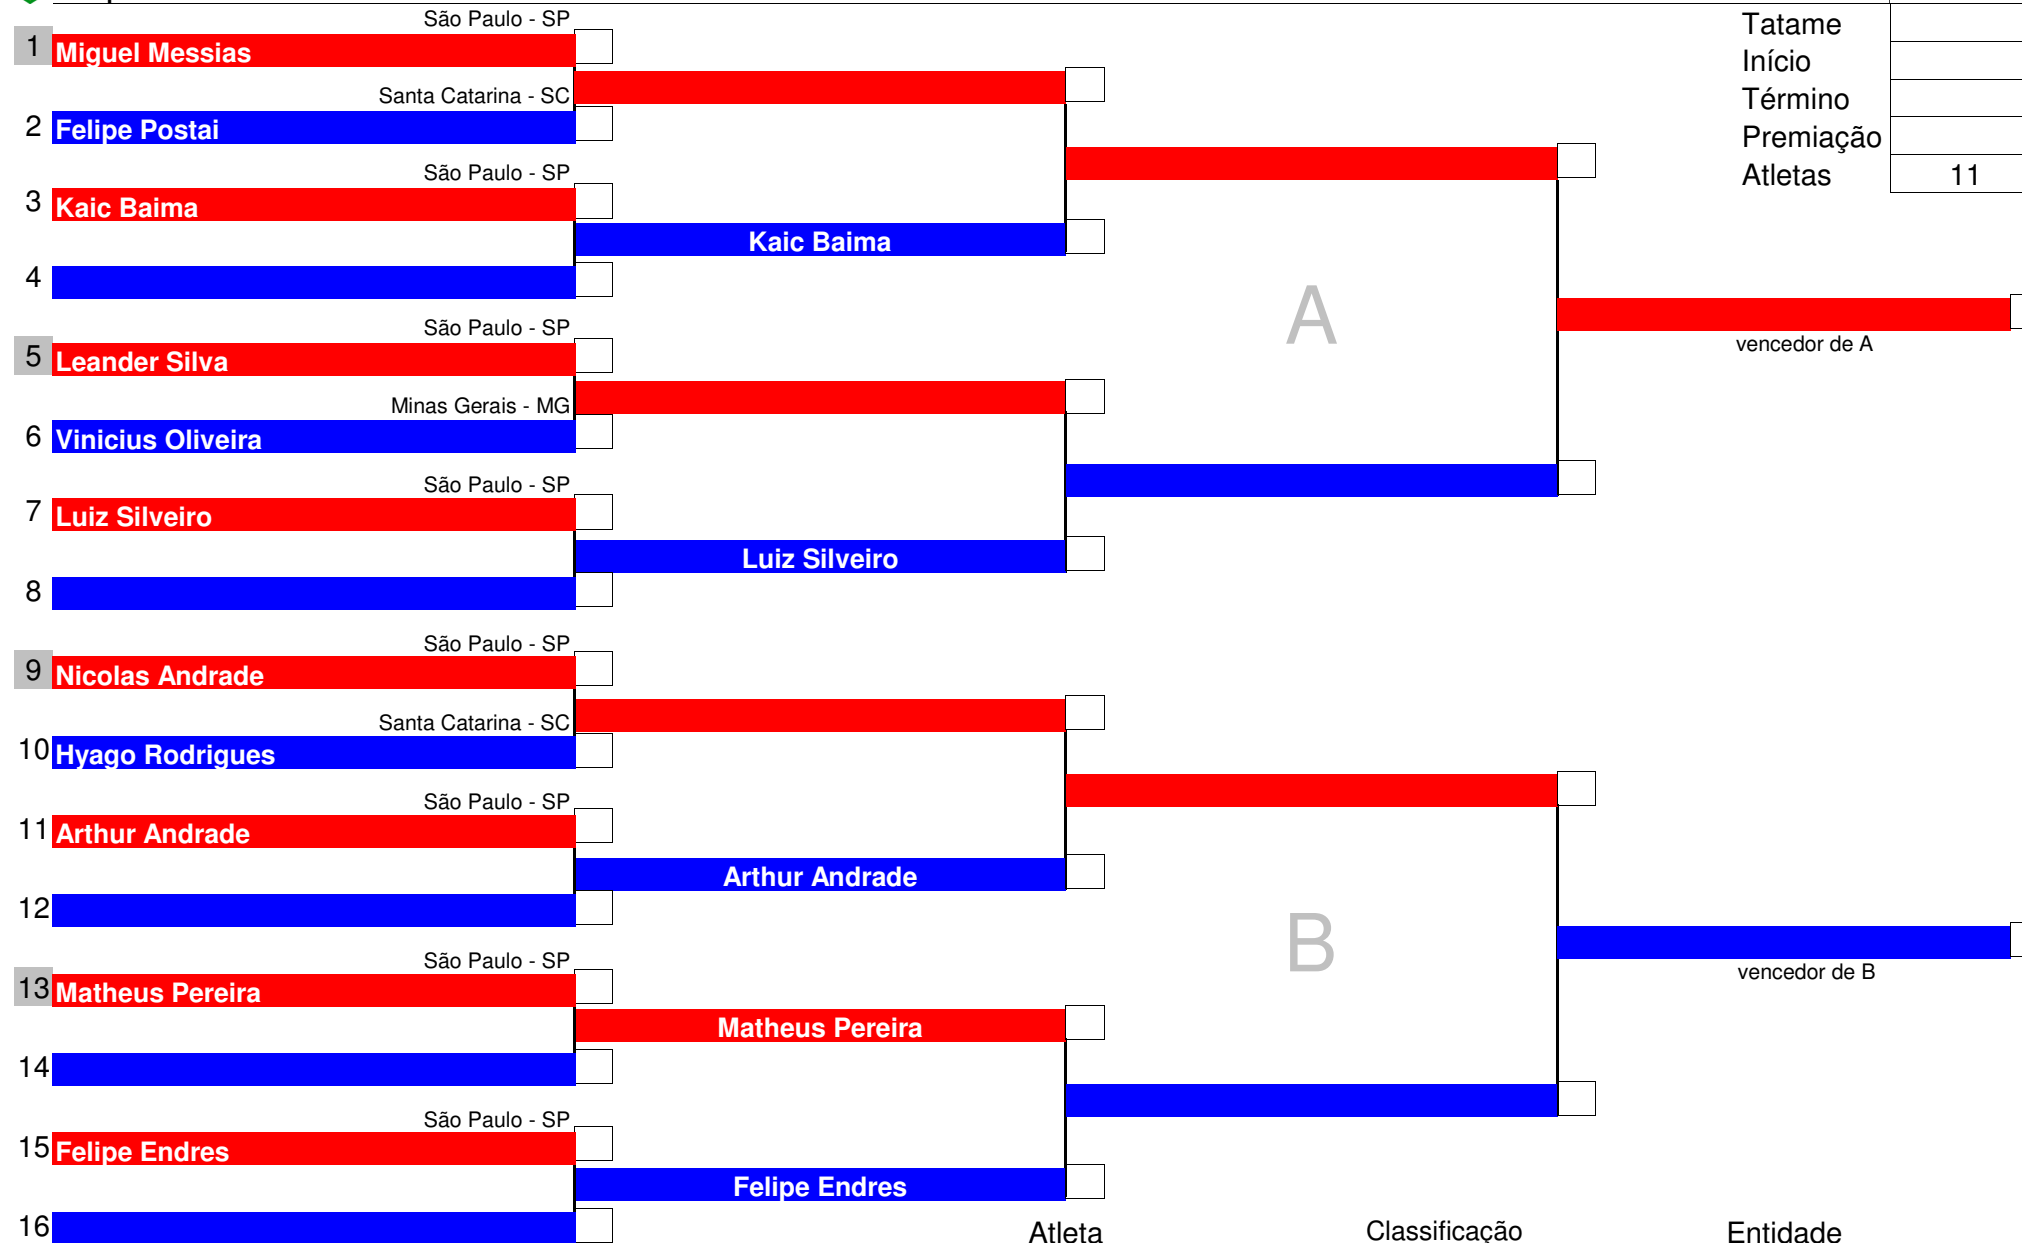 São Paulo - SP
1 Miguel Messias
Santa Catarina - SC
2 Felipe Postai
São Paulo - SP
3 Kaic Baima
Kaic Baima
4
São Paulo - SP
5 Leander Silva
Minas Gerais - MG
6 Vinicius Oliveira
São Paulo - SP
7 Luiz Silveiro
Luiz Silveiro
8
São Paulo - SP
9 Nicolas Andrade
Santa Catarina - SC
10 Hyago Rodrigues
São Paulo - SP
11 Arthur Andrade
Arthur Andrade
12
São Paulo - SP
13 Matheus Pereira
Matheus Pereira
14
São Paulo - SP
15 Felipe Endres
Felipe Endres
16
A
B
vencedor de A
vencedor de B
Tatame
Início
Término
Premiação
Atletas 11
Atleta Classificação Entidade